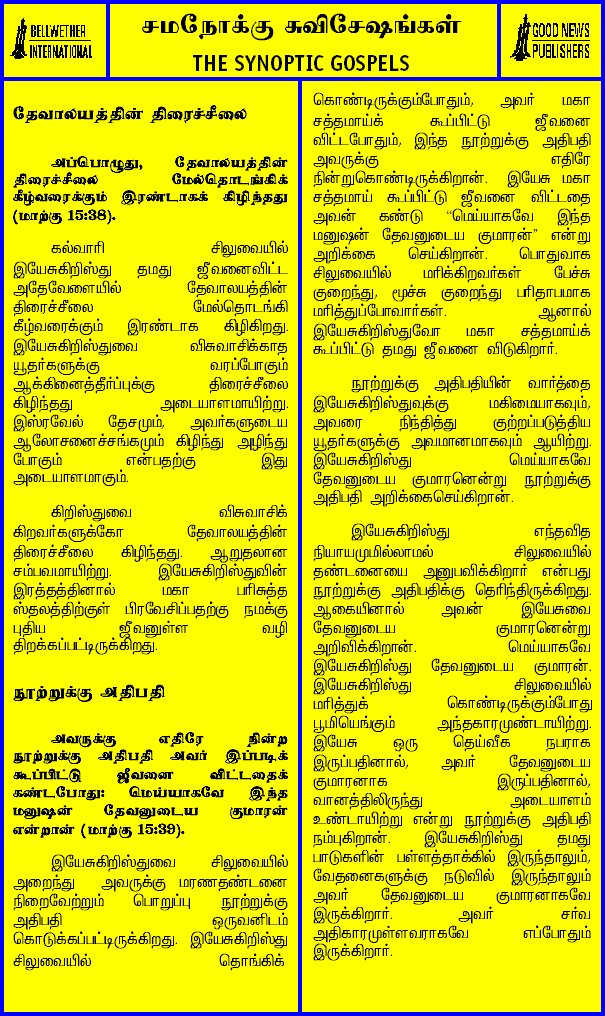 BELLWETHER
INTERNATIONAL
சமநோக்கு சுவிசேஷங்கள்
THE SYNOPTIC GOSPELS
GOOD NEWS
PUBLISHERS
தேவாலயத்தின் திரைச்சீலை
அப்பொழுது, தேவாலயத்தின்
திரைச்சீலை மேல்தொடங்கிக்
கீழ்வரைக்கும் இரண்டாகக் கிழிந்தது
(மாற்கு 15:38).
கல்வாரி சிலுவையில்
இயேசுகிறிஸ்து தமது ஜீவனைவிட்ட
அதேவேளையில் தேவாலயத்தின்
திரைச்சீலை மேல்தொடங்கி
கீழ்வரைக்கும் இரண்டாக கிழிகிறது.
இயேசுகிறிஸ்துவை விசுவாசிக்காத
யூதர்களுக்கு வரப்போகும்
ஆக்கினைத்தீர்ப்புக்கு திரைச்சீலை
கிழிந்தது அடையாளமாயிற்று.
இஸ்ரவேல் தேசமும், அவர்களுடைய
ஆலோசனைச்சங்கமும் கிழிந்து அழிந்து
போகும் என்பதற்கு இது
அடையாளமாகும்.
கிறிஸ்துவை விசுவாசிக்
கிறவர்களுக்கோ தேவாலயத்தின்
திரைச்சீலை கிழிந்தது. ஆறுதலான
சம்பவமாயிற்று. இயேசுகிறிஸ்துவின்
இரத்தத்தினால் மகா பரிசுத்த
ஸ்தலத்திற்குள் பிரவேசிப்பதற்கு நமக்கு
புதிய ஜீவனுள்ள வழி
திறக்கப்பட்டிருக்கிறது.
நூற்றுக்கு அதிபதி
அவருக்கு எதிரே நின்ற
நூற்றுக்கு அதிபதி அவர் இப்படிக்
கூப்பிட்டு ஜீவனை விட்டதைக்
கண்டபோது: மெய்யாகவே இந்த
மனுஷன் தேவனுடைய குமாரன்
என்றான் (மாற்கு 15:39).
இயேசுகிறிஸ்துவை சிலுவையில்
அறைந்து அவருக்கு மரணதண்டனை
நிறைவேற்றும் பொறுப்பு நூற்றுக்கு
அதிபதி ஒருவனிடம்
கொடுக்கப்பட்டிருக்கிறது. இயேசுகிறிஸ்து
சிலுவையில் தொங்கிக்
கொண்டிருக்கும்போதும், அவர் மகா
சத்தமாய்க் கூப்பிட்டு ஜீவனை
விட்டபோதும், இந்த நூற்றுக்கு அதிபதி
அவருக்கு எதிரே
நின்றுகொண்டிருக்கிறான். இயேசு மகா
சத்தமாய் கூப்பிட்டு ஜீவனை விட்டதை
அவன் கண்டு “மெய்யாகவே இந்த
மனுஷன் தேவனுடைய குமாரன்” என்று
அறிக்கை செய்கிறான். பொதுவாக
சிலுவையில் மரிக்கிறவர்கள் பேச்சு
குறைந்து, மூச்சு குறைந்து பரிதாபமாக
மரித்துப்போவார்கள். ஆனால்
இயேசுகிறிஸ்துவோ மகா சத்தமாய்க்
கூப்பிட்டு தமது ஜீவனை விடுகிறார்.
நூற்றுக்கு அதிபதியின் வார்த்தை
இயேசுகிறிஸ்துவுக்கு மகிமையாகவும்,
அவரை நிந்தித்து குற்றப்படுத்திய
யூதர்களுக்கு அவமானமாகவும் ஆயிற்று.
இயேசுகிறிஸ்து மெய்யாகவே
தேவனுடைய குமாரனென்று நூற்றுக்கு
அதிபதி அறிக்கைசெய்கிறான்.
இயேசுகிறிஸ்து எந்தவித
நியாயமுமில்லாமல் சிலுவையில்
தண்டனையை அனுபவிக்கிறார் என்பது
நூற்றுக்கு அதிபதிக்கு தெரிந்திருக்கிறது.
ஆகையினால் அவன் இயேசுவை
தேவனுடைய குமாரனென்று
அறிவிக்கிறான். மெய்யாகவே
இயேசுகிறிஸ்து தேவனுடைய குமாரன்.
இயேசுகிறிஸ்து சிலுவையில்
மரித்துக் கொண்டிருக்கும்போது
பூமியெங்கும் அந்தகாரமுண்டாயிற்று.
இயேசு ஒரு தெய்வீக நபராக
இருப்பதினால், அவர் தேவனுடைய
குமாரனாக இருப்பதினால்,
வானத்திலிருந்து அடையாளம்
உண்டாயிற்று என்று நூற்றுக்கு அதிபதி
நம்புகிறான். இயேசுகிறிஸ்து தமது
பாடுகளின் பள்ளத்தாக்கில் இருந்தாலும்,
வேதனைகளுக்கு நடுவில் இருந்தாலும்
அவர் தேவனுடைய குமாரனாகவே
இருக்கிறார். அவர் சர்வ
அதிகாரமுள்ளவராகவே எப்போதும்
இருக்கிறார்.